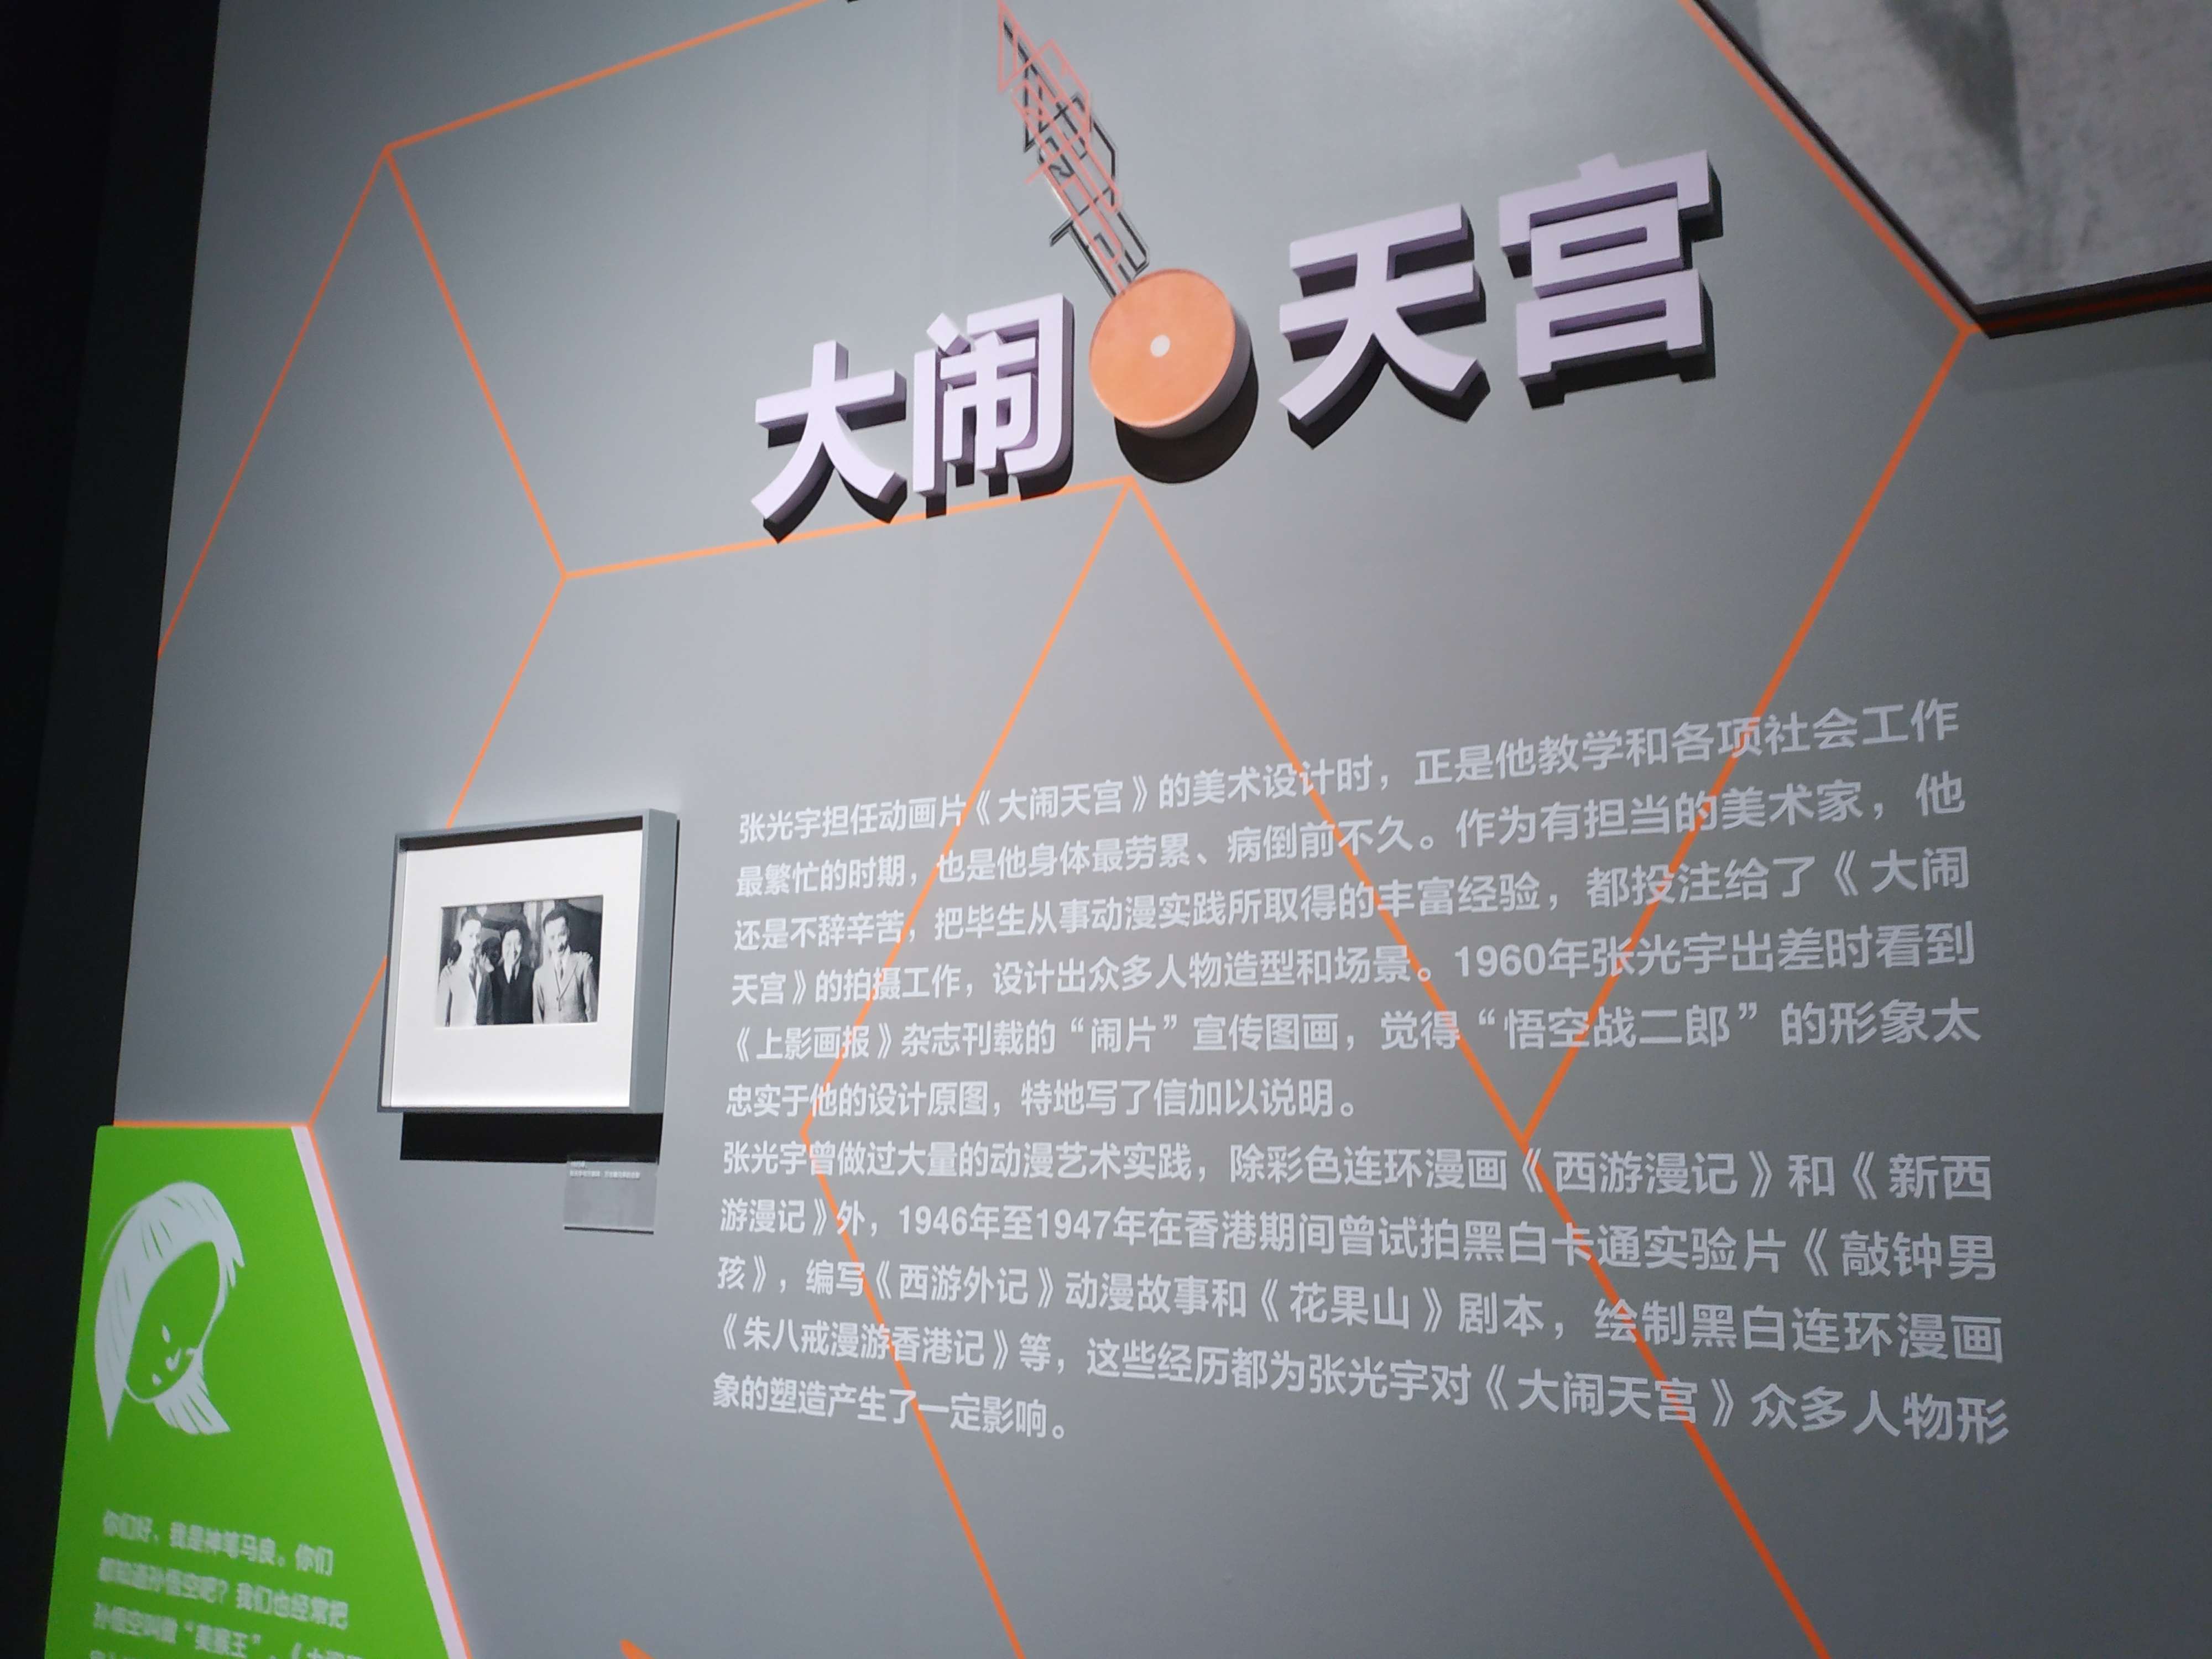 大闹天宫
张光宇担任动画片《大闹天宫》的美术设计时，正是他教学和各项社会工作
最繁忙的时期，也是他身体最劳累、病倒前不久。作为有担当的美术家，他
还是不辞辛苦，把毕生从事动漫实践所取得的丰富经验，都投注给了《大闹
天宫》的拍摄工作，设计出众多人物造型和场景。1960年张光宇出差时看到
《上影画报》杂志刊载的“闹片”宣传图画，觉得“悟空战二郎”的形象太
忠实于他的设计原图，特地写了信加以说明。
张光宇曾做过大量的动漫艺术实践，除彩色连环漫画《西游漫记》和《新西
游漫记》外，1946年至1947年在香港期间曾试拍黑白卡通实验片《敲钟男
孩》，编写《西游外记》动漫故事和《花果山》剧本，绘制黑白连环漫画
《朱八戒漫游香港记》等，这些经历都为张光宇对《大闹天宫》众多人物形
象的塑造产生了一定影响。
你们好，我是神笔马良。你们
都知道孙悟空吧？我们也经常把
孙悟空叫做“美猴王”，《